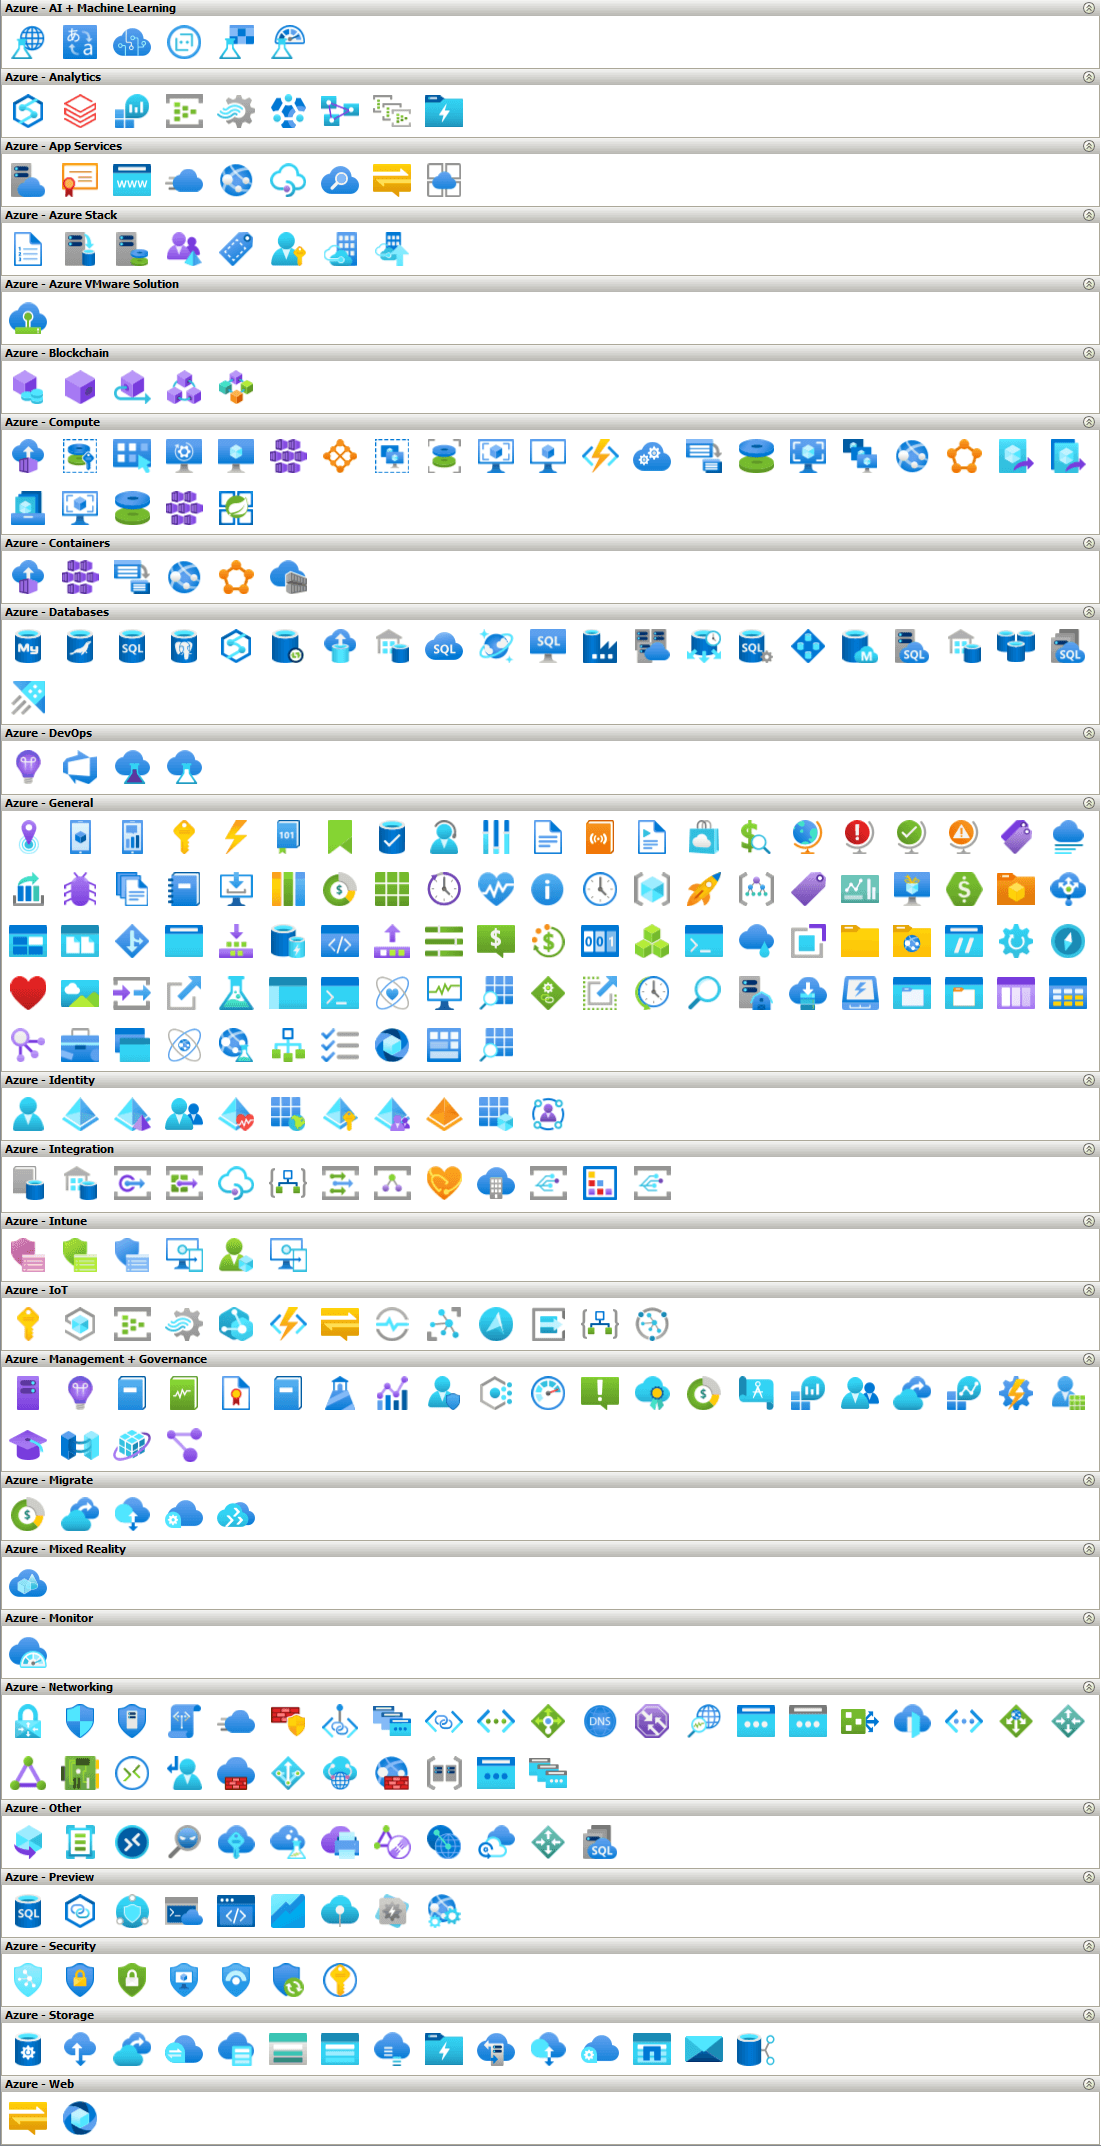 Azure - AI + Machine Learning
あ a
Azure - Analytics
Azure - App Services
www
Azure - Azure Stack
Azure - Azure VMware Solution
Azure - Blockchain
Azure - Compute
Azure - Containers
Azure - Databases
My SQL SQL SQL SQL M SQL SQL
Azure - DevOps
Azure - General
101 $
$ $
$ $ 001
Azure - Identity
Azure - Integration
Azure - Intune
Azure - IoT
Azure - Management + Governance
$
Azure - Migrate
$
Azure - Mixed Reality
Azure - Monitor
Azure - Networking
DNS
Azure - Other
SQL
Azure - Preview
SQL
Azure - Security
Azure - Storage
Azure - Web